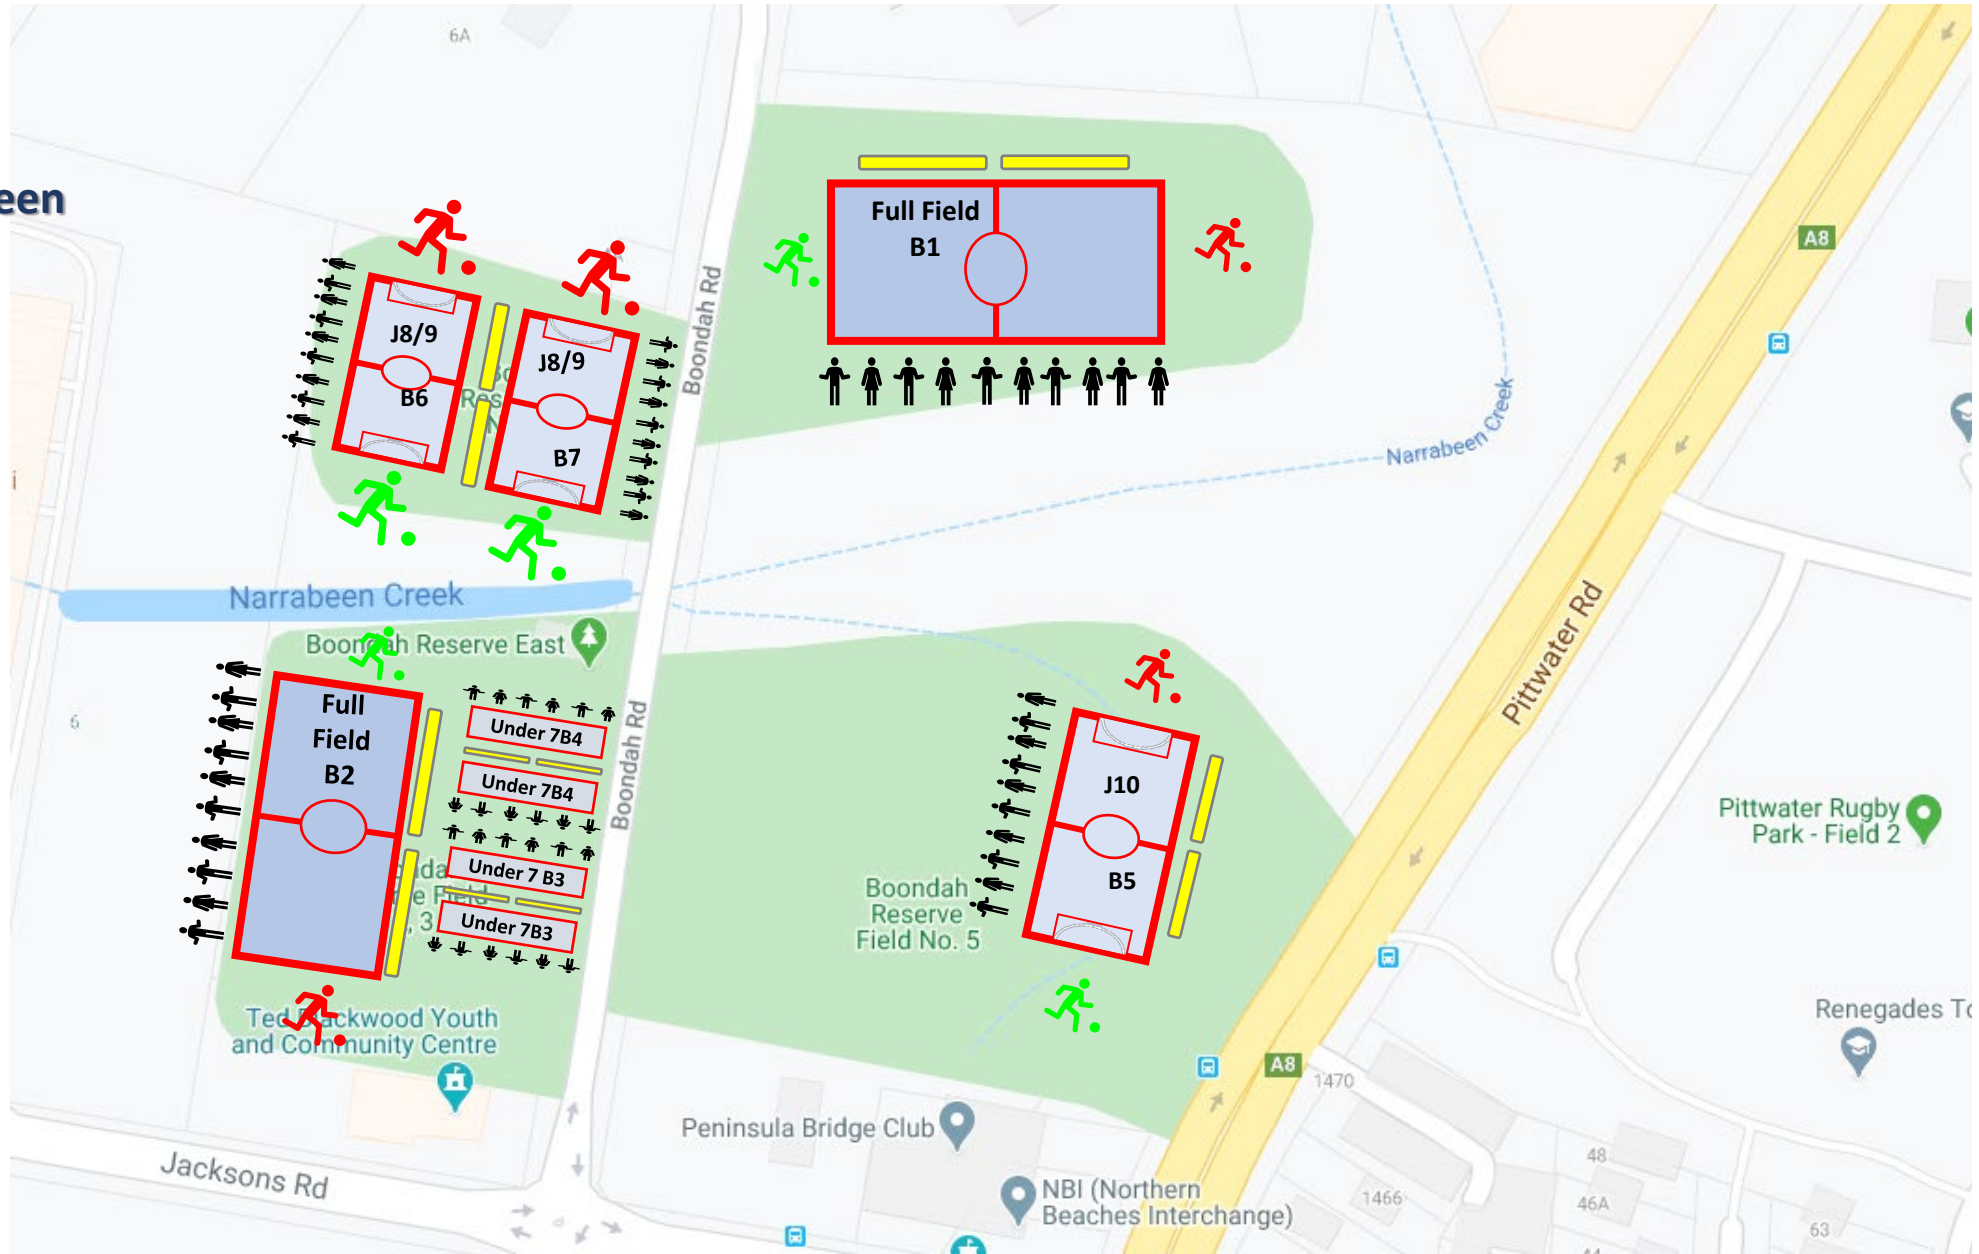 6A
een
Full Field
B1
A8
J8/9
B6
J8/9
B7
Boondah Rd
Narrabeen Creek
Narrabeen Creek
Boondah Reserve East
Pittwater Rd
6
Full
Field
B2
Under 7B4
Under 7B4
Under 7 B3
Under 7B3
Boondah Rd
J10
B5
Boondah
Reserve
Field No. 5
Pittwater Rugby
Park - Field 2
Ted Blackwood Youth
and Community Centre
Renegades
A8
1470
Peninsula Bridge Club
Jacksons Rd
NBI (Northern
Beaches Interchange)
1466
48
46A
63